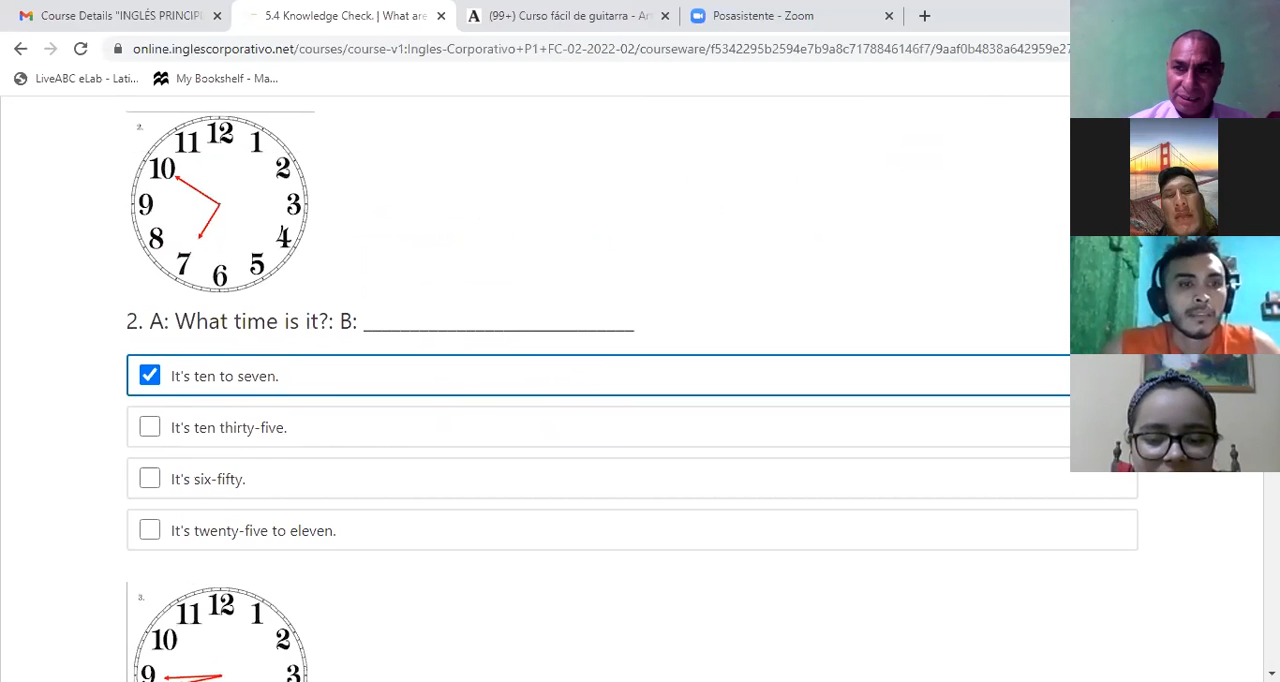 Course Details "INGLÉS PRINCIP
5.4 Knowledge Check. | What are
(99+) Curso fácil de guitarra - A
Posasistente - Zoom
online.inglescorporativo.net/courses/course-v1:Ingles-Corporativo+P1+FC-02-2022-02/courseware/f5342295b2594e7b9a8c7178846146f7/9aaf0b4838a642959e27
LiveABC eLab - Lati...
My Bookshelf - Ma...
2.
12
11
1
10
2
9
3
8
4
7
5
6
2. A: What time is it?: B: ___________________________
It's ten to seven.
It's ten thirty-five.
It's six-fifty.
It's twenty-five to eleven.
3.
12
11
1
10
2
9
3